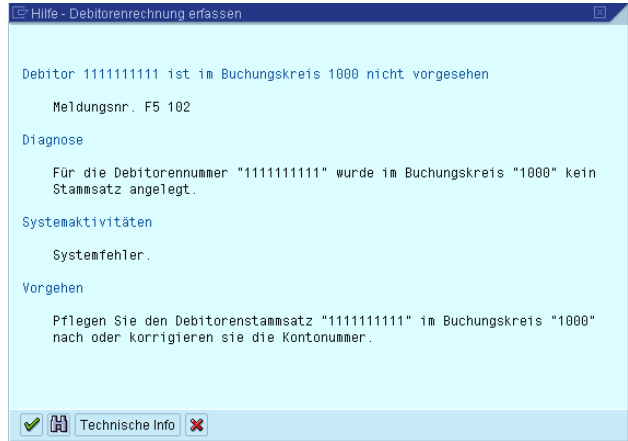 Hilfe - Debitorenrechnung erfassen
Debitor 1111111111 ist im Buchungskreis 1000 nicht vorgesehen
Meldungsnr. F5 102
Diagnose
Für die Debitorennummer "1111111111" wurde im Buchungskreis "1000" kein
Stammsatz angelegt.
Systemaktivitäten
Systemfehler.
Vorgehen
Pflegen Sie den Debitorenstammsatz "1111111111" im Buchungskreis "1000"
nach oder korrigieren sie die Kontonummer.
Technische Info